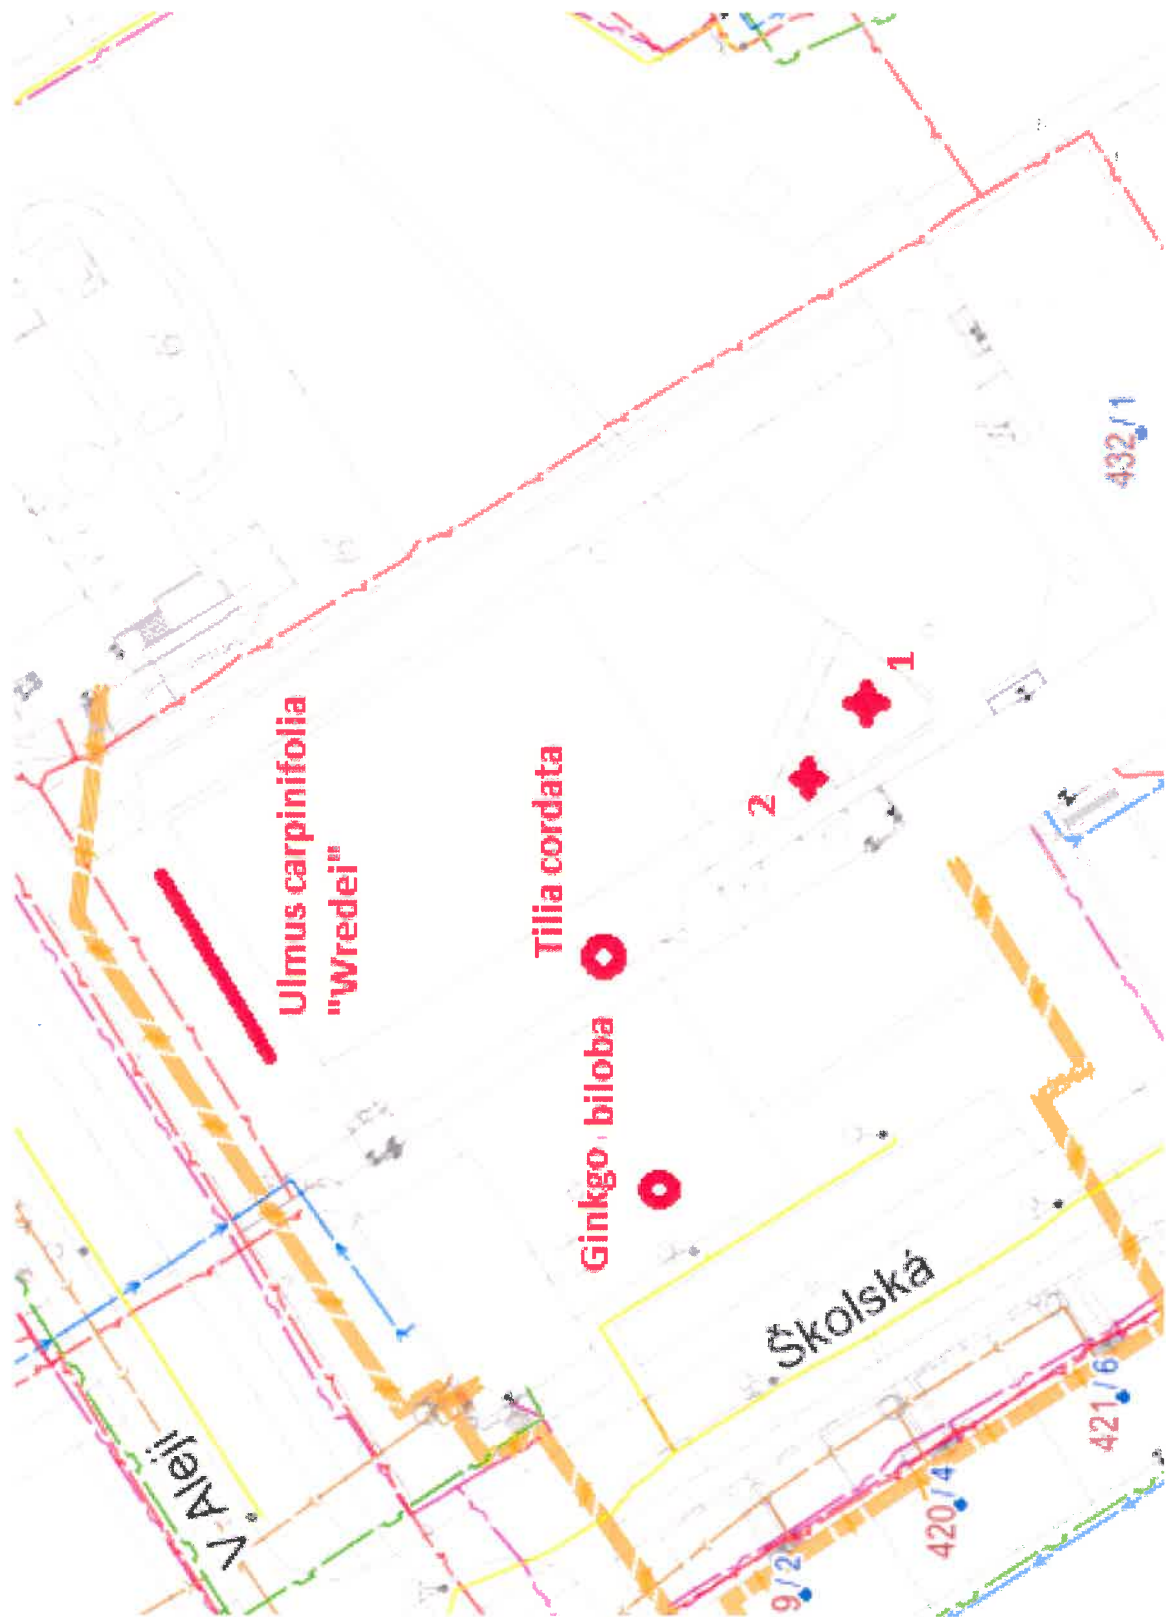 Ulmus carpinifolia
"Wredei"
Tilia cordata
Ginkgo biloba
1
2
V Aleji
Školská
432/1
421/6
420/4
9/2